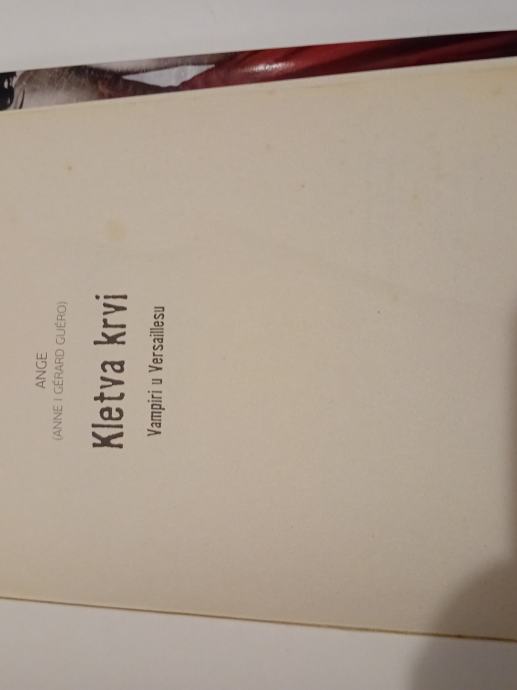 ANGE
(ANNE I GÉRARD GUÉRO)
Kletva krvi
Vampiri u Versaillesu